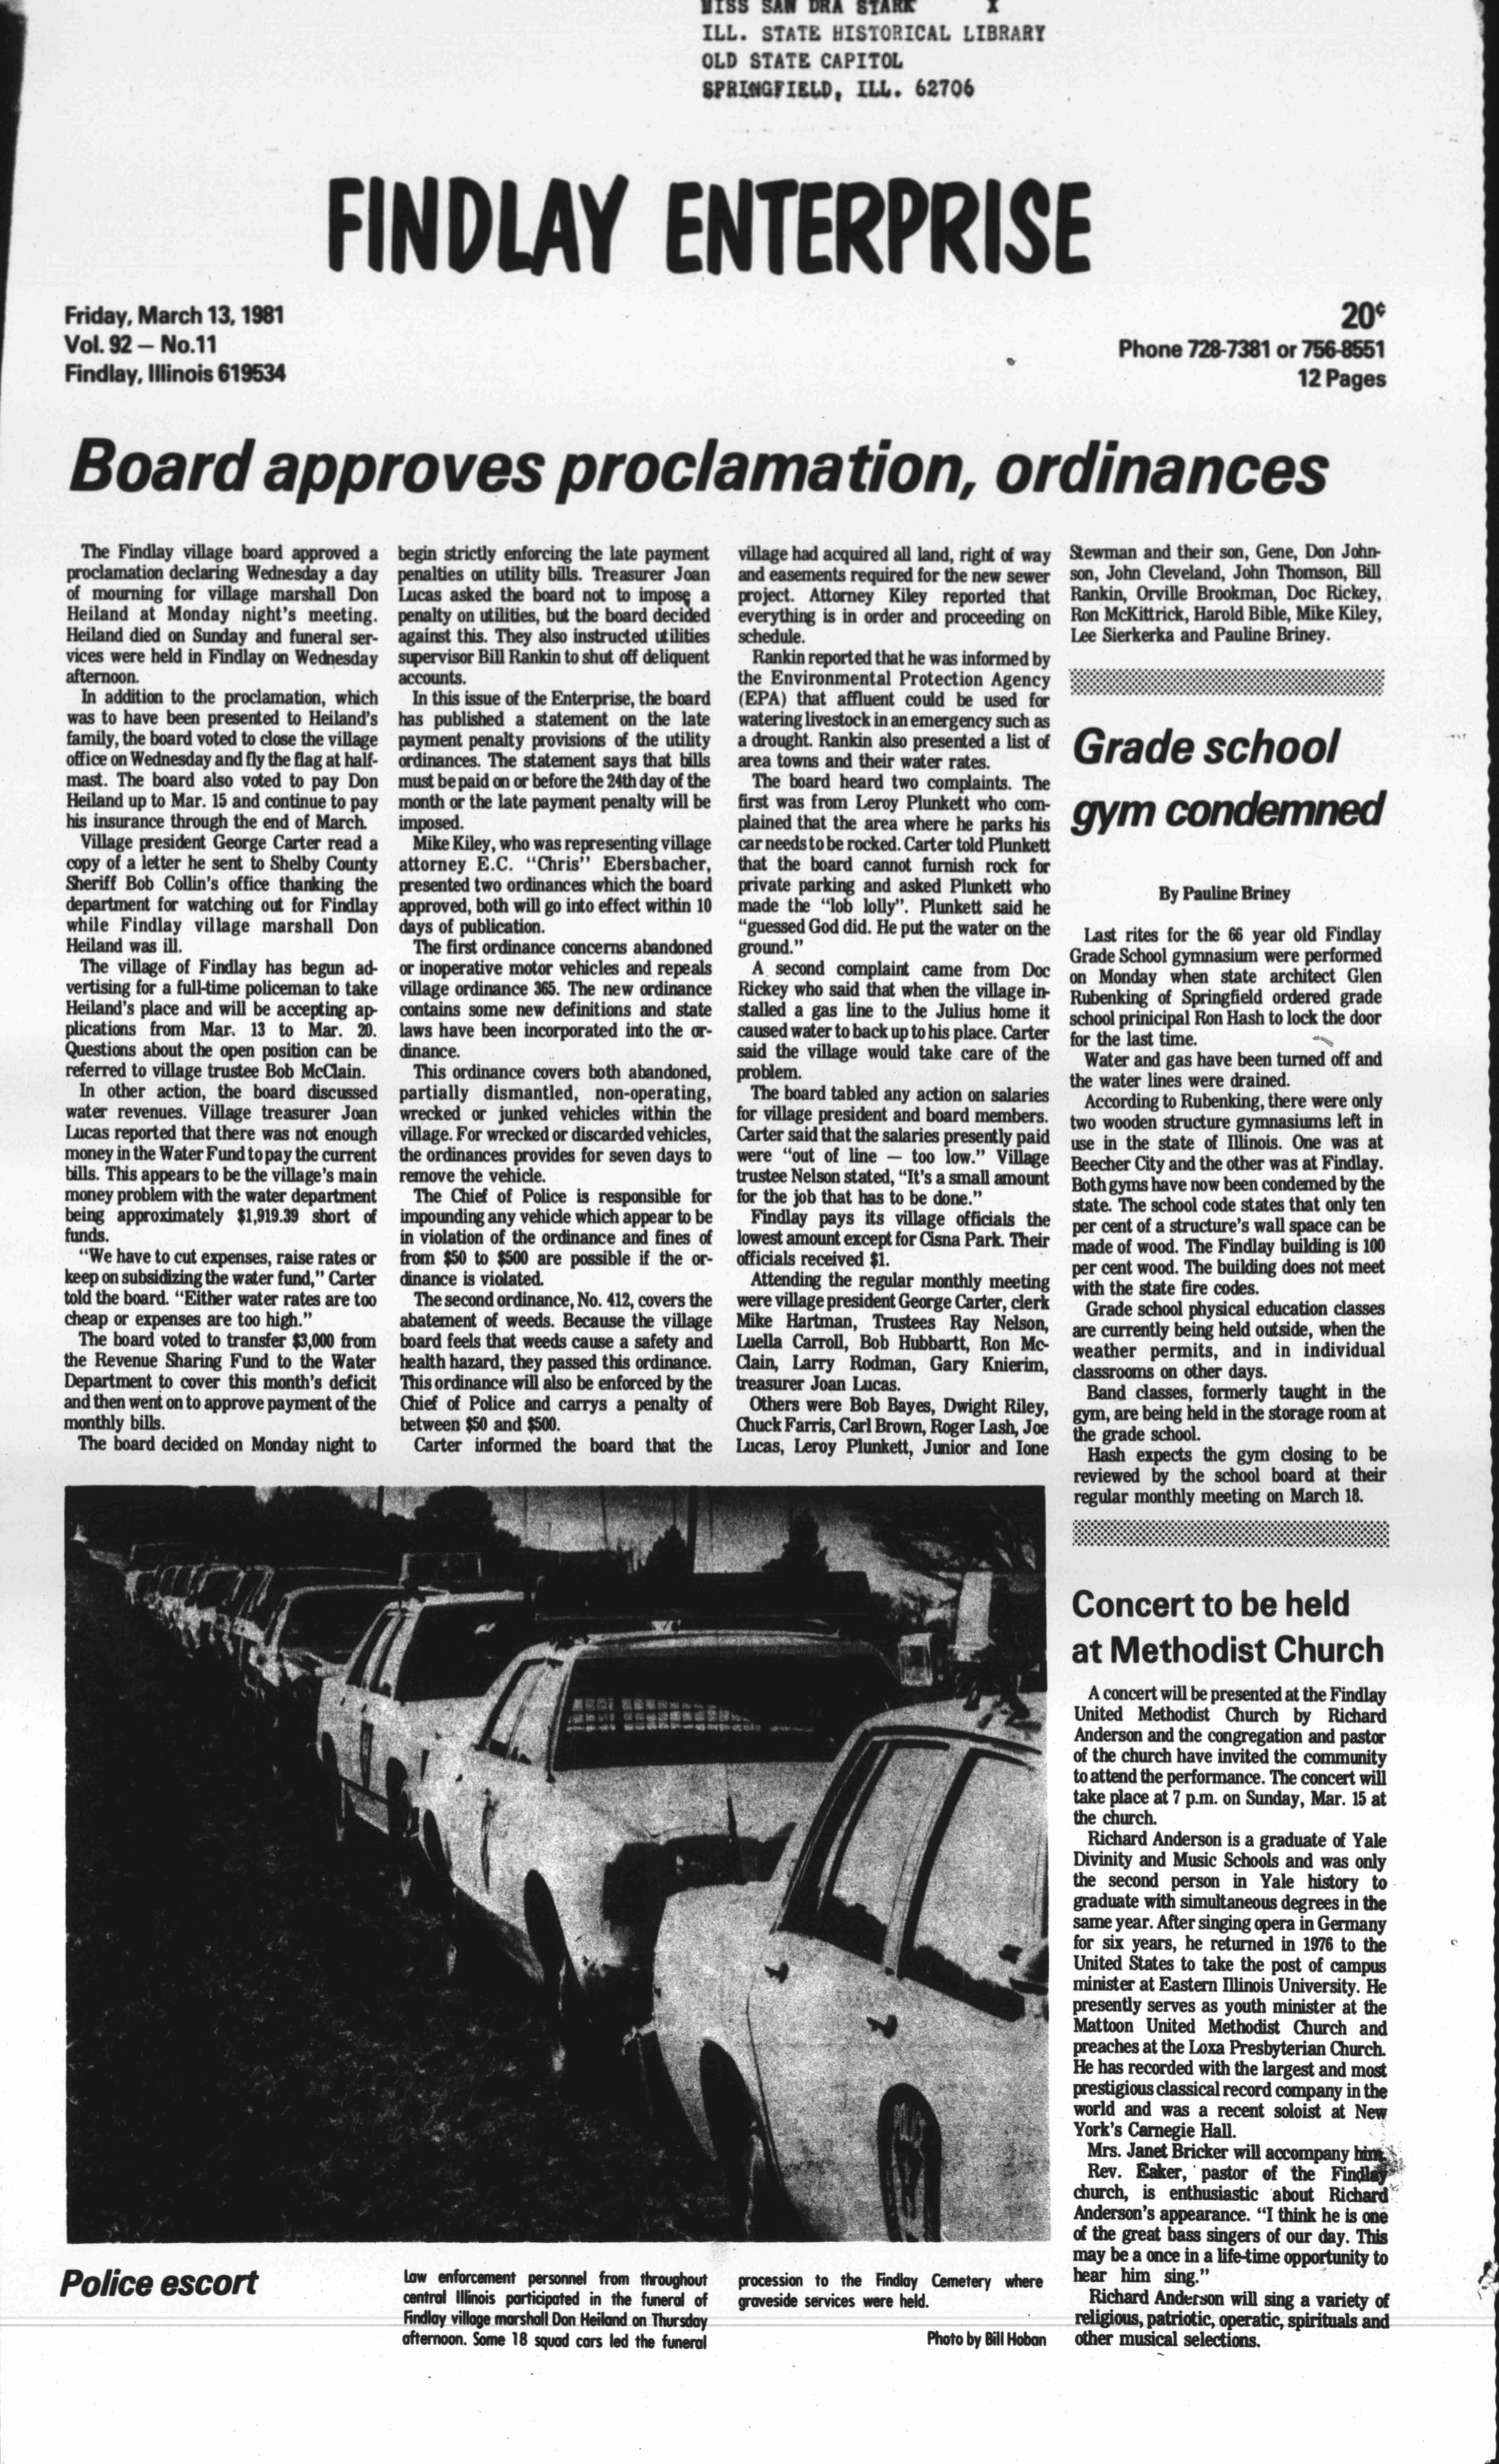 MISS SANDRA STARK X
ILL. STATE HISTORICAL LIBRARY
OLD STATE CAPITOL
SPRINGFIELD, ILL. 62706
FINDLAY ENTERPRISE
Friday, March 13, 1981
Vol. 92 — No.11
Findlay, Illinois 619534
20¢
Phone 728-7381 or 756-8551
12 Pages
Board approves proclamation, ordinances
The Findlay village board approved a
proclamation declaring Wednesday a day
of mourning for village marshall Don
Heiland at Monday night's meeting.
Heiland died on Sunday and funeral ser-
vices were held in Findlay on Wednesday
afternoon.
In addition to the proclamation, which
was to have been presented to Heiland's
family, the board voted to close the village
office on Wednesday and fly the flag at half-
mast. The board also voted to pay Don
Heiland up to Mar. 15 and continue to pay
his insurance through the end of March.
Village president George Carter read a
copy of a letter he sent to Shelby County
Sheriff Bob Collin's office thanking the
department for watching out for Findlay
while Findlay village marshall Don
Heiland was ill.
The village of Findlay has begun ad-
vertising for a full-time policeman to take
Heiland's place and will be accepting ap-
plications from Mar. 13 to Mar. 20.
Questions about the open position can be
referred to village trustee Bob McClain.
In other action, the board discussed
water revenues. Village treasurer Joan
Lucas reported that there was not enough
money in the Water Fund to pay the current
bills. This appears to be the village's main
money problem with the water department
being approximately $1,919.39 short of
funds.
"We have to cut expenses, raise rates or
keep on subsidizing the water fund," Carter
told the board. "Either water rates are too
cheap or expenses are too high."
The board voted to transfer $3,000 from
the Revenue Sharing Fund to the Water
Department to cover this month's deficit
and then went on to approve payment of the
monthly bills.
The board decided on Monday night to
begin strictly enforcing the late payment
penalties on utility bills. Treasurer Joan
Lucas asked the board not to impose a
penalty on utilities, but the board decided
against this. They also instructed utilities
supervisor Bill Rankin to shut off deliquent
accounts.
In this issue of the Enterprise, the board
has published a statement on the late
payment penalty provisions of the utility
ordinances. The statement says that bills
must be paid on or before the 24th day of the
month or the late payment penalty will be
imposed.
Mike Kiley, who was representing village
attorney E.C. "Chris" Ebersbacher,
presented two ordinances which the board
approved, both will go into effect within 10
days of publication.
The first ordinance concerns abandoned
or inoperative motor vehicles and repeals
village ordinance 365. The new ordinance
contains some new definitions and state
laws have been incorporated into the or-
dinance.
This ordinance covers both abandoned,
partially dismantled, non-operating,
wrecked or junked vehicles within the
village. For wrecked or discarded vehicles,
the ordinances provides for seven days to
remove the vehicle.
The Chief of Police is responsible for
impounding any vehicle which appear to be
in violation of the ordinance and fines of
from $50 to $500 are possible if the or-
dinance is violated.
The second ordinance, No. 412, covers the
abatement of weeds. Because the village
board feels that weeds cause a safety and
health hazard, they passed this ordinance.
This ordinance will also be enforced by the
Chief of Police and carrys a penalty of
between $50 and $500.
Carter informed the board that the
village had acquired all land, right of way
and easements required for the new sewer
project. Attorney Kiley reported that
everything is in order and proceeding on
schedule.
Rankin reported that he was informed by
the Environmental Protection Agency
(EPA) that affluent could be used for
watering livestock in an emergency such as
a drought. Rankin also presented a list of
area towns and their water rates.
The board heard two complaints. The
first was from Leroy Plunkett who com-
plained that the area where he parks his
car needs to be rocked. Carter told Plunkett
that the board cannot furnish rock for
private parking and asked Plunkett who
made the "lob lolly". Plunkett said he
"guessed God did. He put the water on the
ground."
A second complaint came from Doc
Rickey who said that when the village in-
stalled a gas line to the Julius home it
caused water to back up to his place. Carter
said the village would take care of the
problem.
The board tabled any action on salaries
for village president and board members.
Carter said that the salaries presently paid
were "out of line — too low." Village
trustee Nelson stated, "It's a small amount
for the job that has to be done."
Findlay pays its village officials the
lowest amount except for Cisna Park. Their
officials received $1.
Attending the regular monthly meeting
were village president George Carter, clerk
Mike Hartman, Trustees Ray Nelson,
Luella Carroll, Bob Hubbartt, Ron Mc-
Clain, Larry Rodman, Gary Knierim,
treasurer Joan Lucas.
Others were Bob Bayes, Dwight Riley,
Chuck Farris, Carl Brown, Roger Lash, Joe
Lucas, Leroy Plunkett, Junior and Ione
Stewman and their son, Gene, Don John-
son, John Cleveland, John Thomson, Bill
Rankin, Orville Brookman, Doc Rickey,
Ron McKittrick, Harold Bible, Mike Kiley,
Lee Sierkerka and Pauline Briney.
Grade school
gym condemned
By Pauline Briney
Last rites for the 66 year old Findlay
Grade School gymnasium were performed
on Monday when state architect Glen
Rubenking of Springfield ordered grade
school prinicipal Ron Hash to lock the door
for the last time.
Water and gas have been turned off and
the water lines were drained.
According to Rubenking, there were only
two wooden structure gymnasiums left in
use in the state of Illinois. One was at
Beecher City and the other was at Findlay.
Both gyms have now been condemed by the
state. The school code states that only ten
per cent of a structure's wall space can be
made of wood. The Findlay building is 100
per cent wood. The building does not meet
with the state fire codes.
Grade school physical education classes
are currently being held outside, when the
weather permits, and in individual
classrooms on other days.
Band classes, formerly taught in the
gym, are being held in the storage room at
the grade school.
Hash expects the gym closing to be
reviewed by the school board at their
regular monthly meeting on March 18.
Concert to be held
at Methodist Church
A concert will be presented at the Findlay
United Methodist Church by Richard
Anderson and the congregation and pastor
of the church have invited the community
to attend the performance. The concert will
take place at 7 p.m. on Sunday, Mar. 15 at
the church.
Richard Anderson is a graduate of Yale
Divinity and Music Schools and was only
the second person in Yale history to
graduate with simultaneous degrees in the
same year. After singing opera in Germany
for six years, he returned in 1976 to the
United States to take the post of campus
minister at Eastern Illinois University. He
presently serves as youth minister at the
Mattoon United Methodist Church and
preaches at the Loxa Presbyterian Church.
He has recorded with the largest and most
prestigious classical record company in the
world and was a recent soloist at New
York's Carnegie Hall.
Mrs. Janet Bricker will accompany him.
Rev. Eaker, pastor of the Findlay
church, is enthusiastic about Richard
Anderson's appearance. "I think he is one
of the great bass singers of our day. This
may be a once in a life-time opportunity to
hear him sing."
Richard Anderson will sing a variety of
religious, patriotic, operatic, spirituals and
other musical selections.
Police escort
Law enforcement personnel from throughout
central Illinois participated in the funeral of
Findlay village marshall Don Heiland on Thursday
afternoon. Some 18 squad cars led the funeral
procession to the Findlay Cemetery where
graveside services were held.
Photo by Bill Hoban